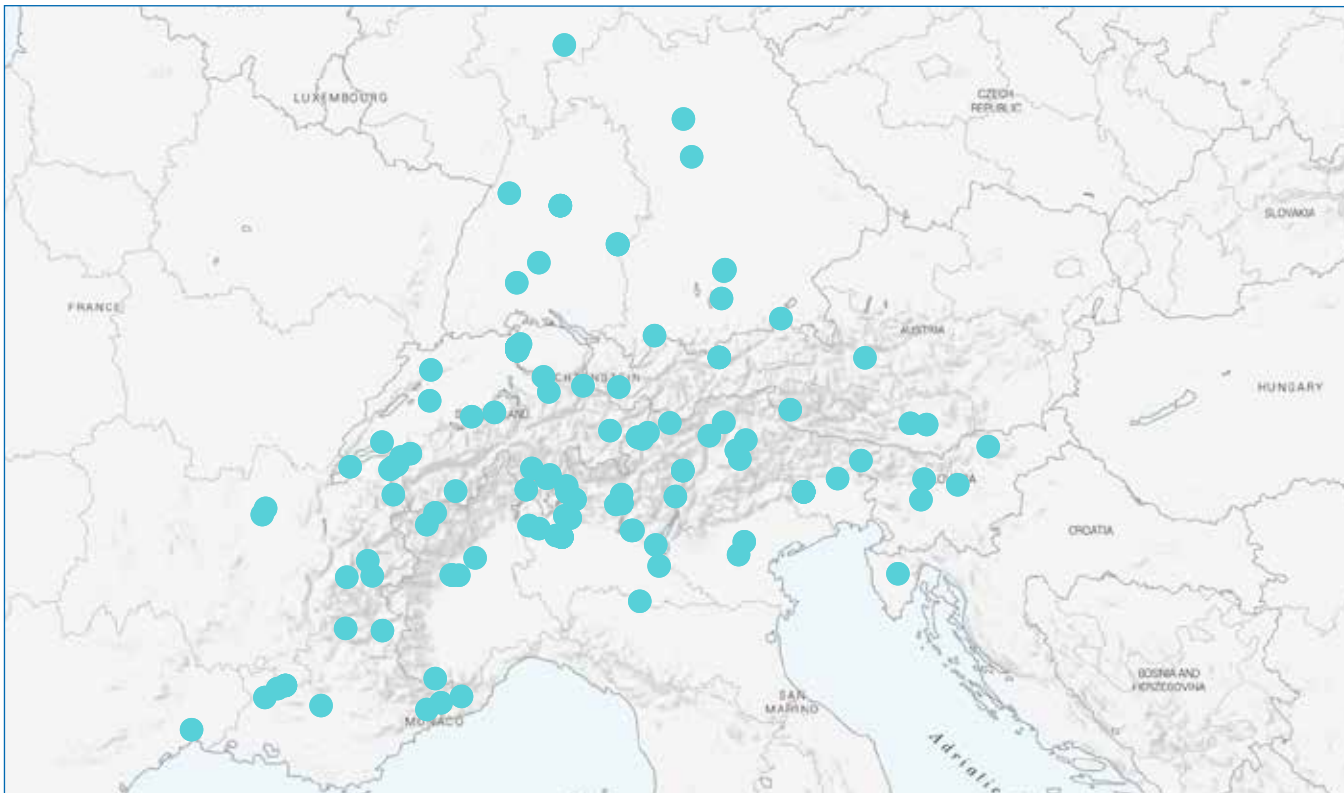 LUXEMBOURG
CZECH
REPUBLIC
SLOVAKIA
FRANCE
AUSTRIA
HUNGARY
CROATIA
BOSNIA AND
HERZEGOVINA
SAN
MARINO
MONACO
Adriatic